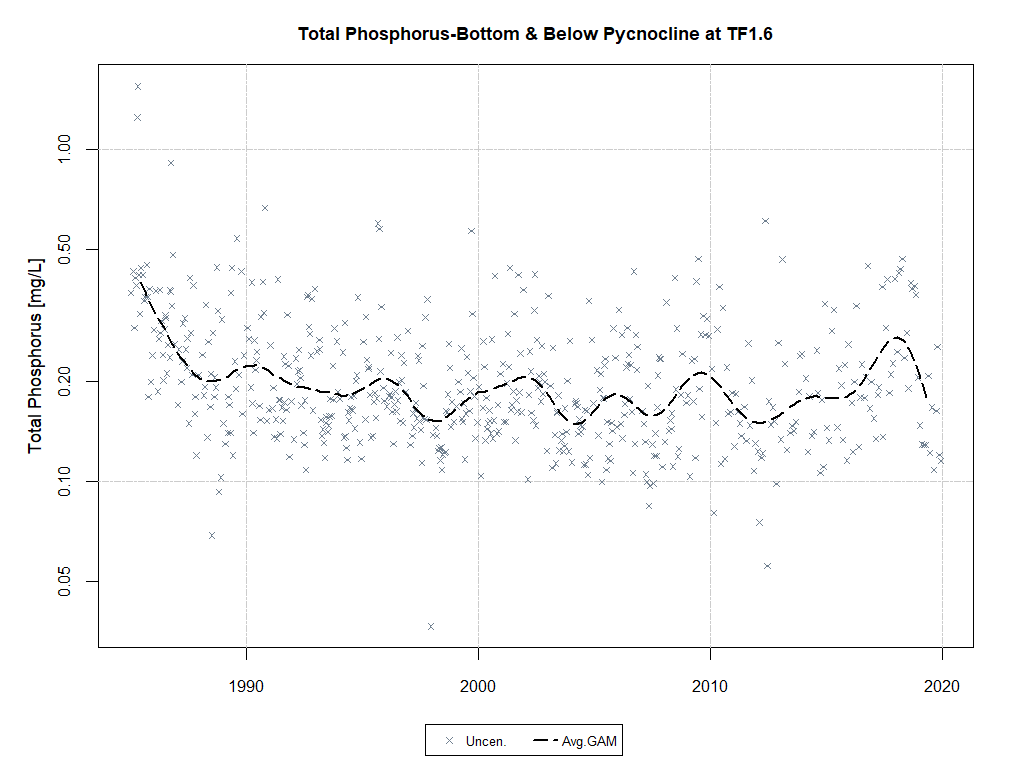 Total Phosphorus-Bottom & Below Pycnocline at TF1.6
Total Phosphorus [mg/L]
1.00
0.50
0.20
0.10
0.05
1990 2000 2010 2020
Uncen. Avg.GAM